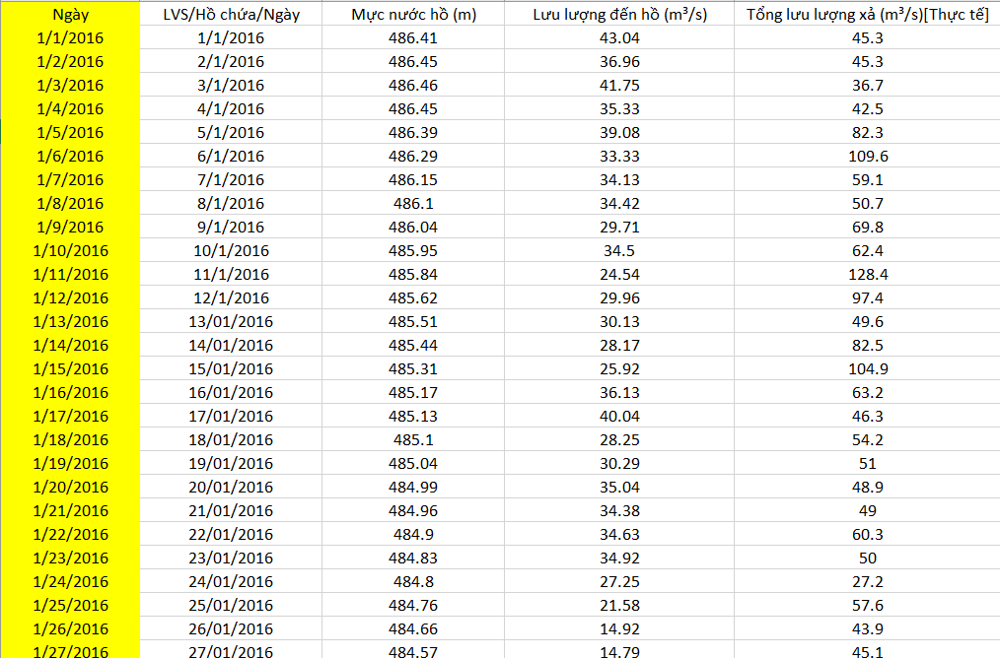 Ngày LVS/Hồ chứa/Ngày Mực nước hồ (m) Lưu lượng đến hồ (m³/s) Tổng lưu lượng xả (m³/s)[Thực tế]
1/1/2016 1/1/2016 486.41 43.04 45.3
1/2/2016 2/1/2016 486.45 36.96 45.3
1/3/2016 3/1/2016 486.46 41.75 36.7
1/4/2016 4/1/2016 486.45 35.33 42.5
1/5/2016 5/1/2016 486.39 39.08 82.3
1/6/2016 6/1/2016 486.29 33.33 109.6
1/7/2016 7/1/2016 486.15 34.13 59.1
1/8/2016 8/1/2016 486.1 34.42 50.7
1/9/2016 9/1/2016 486.04 29.71 69.8
1/10/2016 10/1/2016 485.95 34.5 62.4
1/11/2016 11/1/2016 485.84 24.54 128.4
1/12/2016 12/1/2016 485.62 29.96 97.4
1/13/2016 13/01/2016 485.51 30.13 49.6
1/14/2016 14/01/2016 485.44 28.17 82.5
1/15/2016 15/01/2016 485.31 25.92 104.9
1/16/2016 16/01/2016 485.17 36.13 63.2
1/17/2016 17/01/2016 485.13 40.04 46.3
1/18/2016 18/01/2016 485.1 28.25 54.2
1/19/2016 19/01/2016 485.04 30.29 51
1/20/2016 20/01/2016 484.99 35.04 48.9
1/21/2016 21/01/2016 484.96 34.38 49
1/22/2016 22/01/2016 484.9 34.63 60.3
1/23/2016 23/01/2016 484.83 34.92 50
1/24/2016 24/01/2016 484.8 27.25 27.2
1/25/2016 25/01/2016 484.76 21.58 57.6
1/26/2016 26/01/2016 484.66 14.92 43.9
1/27/2016 27/01/2016 484.57 14.79 45.1